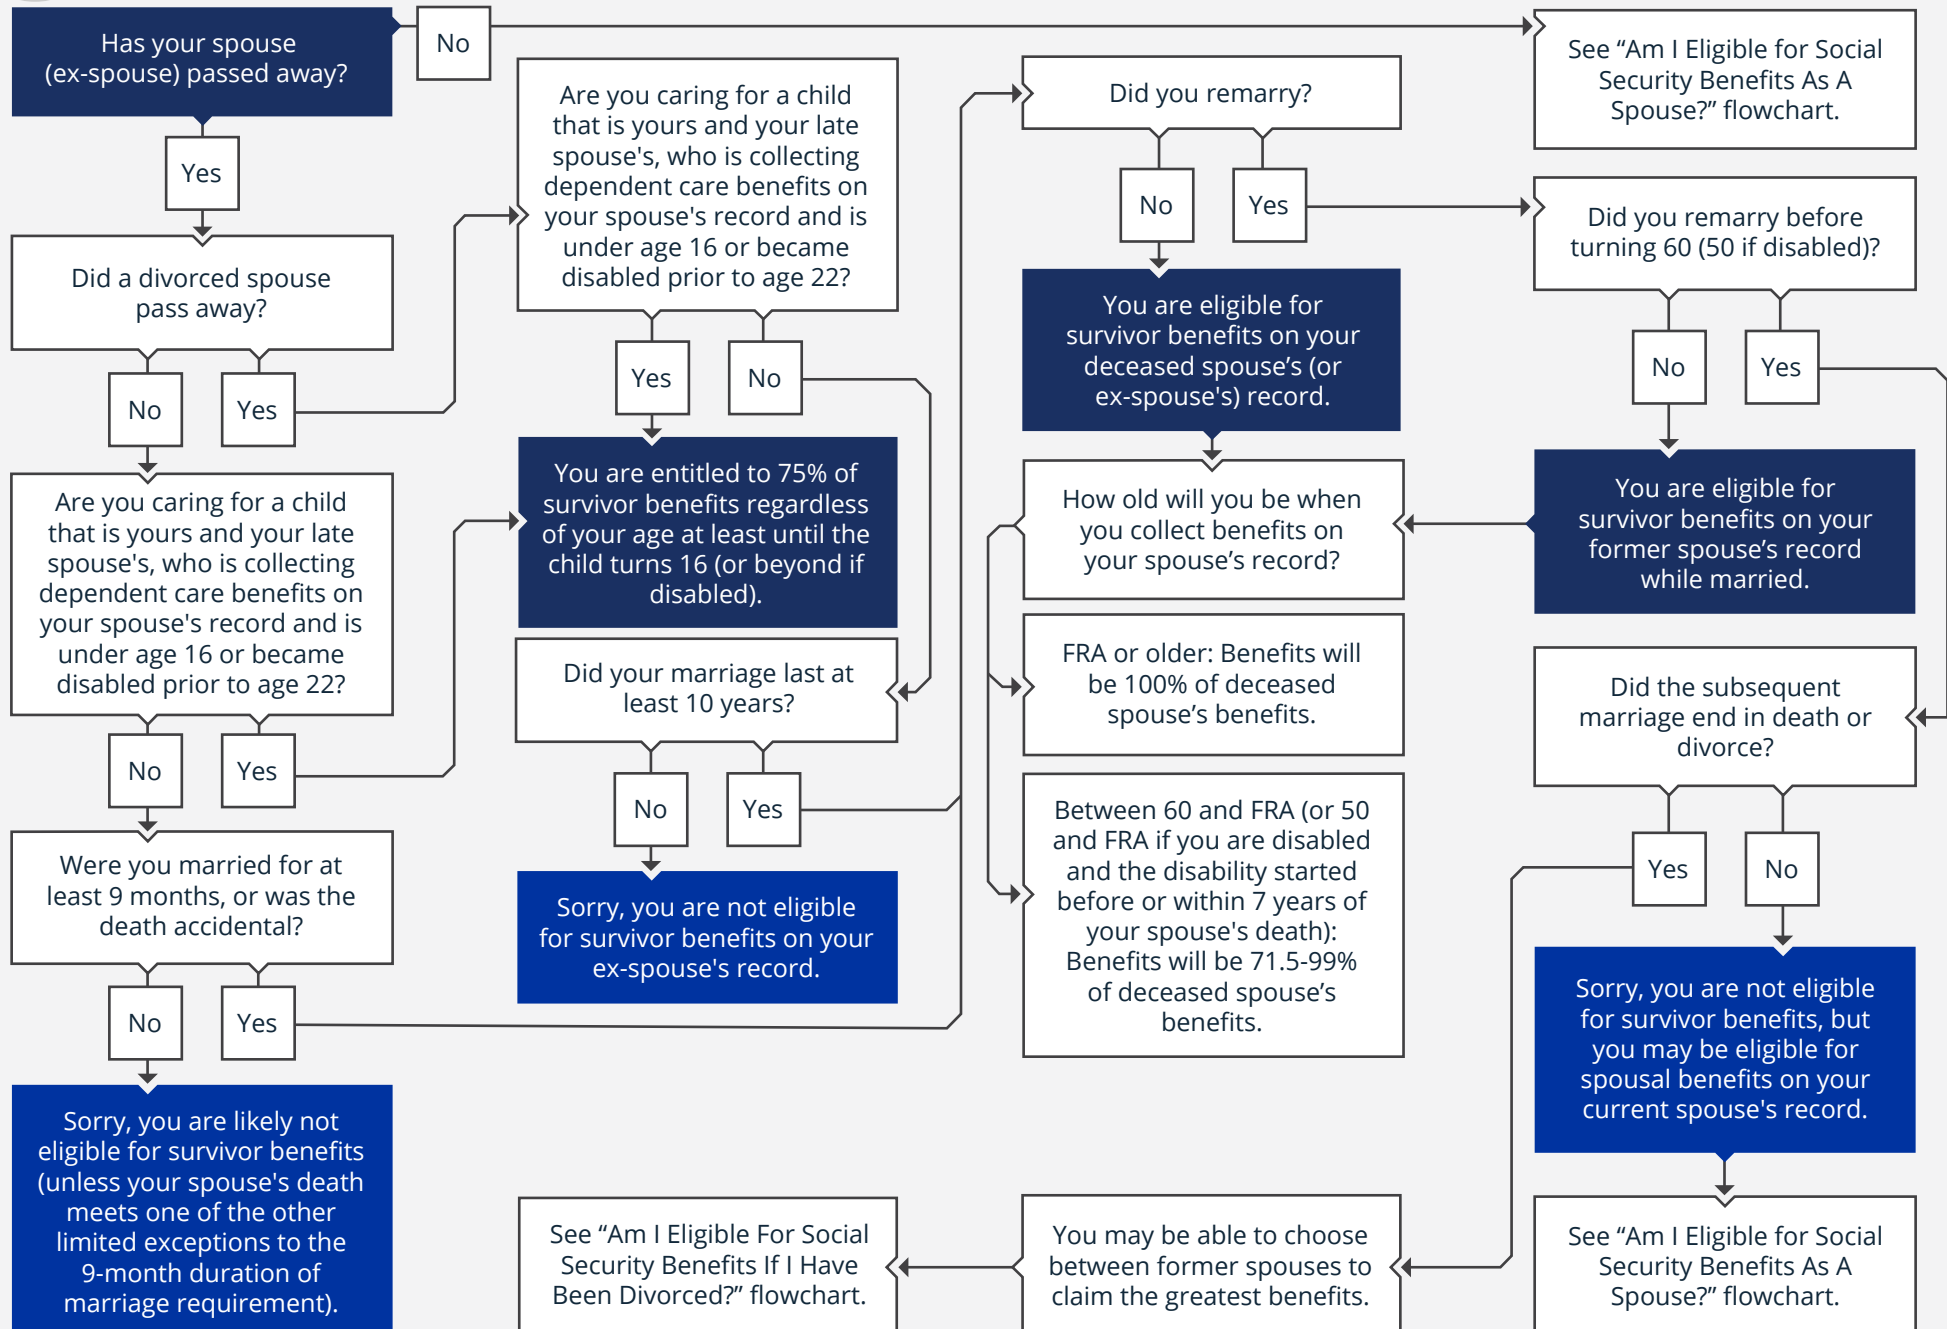 Has your spouse
(ex-spouse) passed away?
No
Yes
Did a divorced spouse
pass away?
No
Yes
Are you caring for a child
that is yours and your late
spouse's, who is collecting
dependent care benefits on
your spouse's record and is
under age 16 or became
disabled prior to age 22?
No
Yes
Were you married for at
least 9 months, or was the
death accidental?
No
Yes
Sorry, you are likely not
eligible for survivor benefits
(unless your spouse's death
meets one of the other
limited exceptions to the
9-month duration of
marriage requirement).
Are you caring for a child
that is yours and your late
spouse's, who is collecting
dependent care benefits on
your spouse's record and is
under age 16 or became
disabled prior to age 22?
Yes
No
You are entitled to 75% of
survivor benefits regardless
of your age at least until the
child turns 16 (or beyond if
disabled).
Did your marriage last at
least 10 years?
No
Yes
Sorry, you are not eligible
for survivor benefits on your
ex-spouse's record.
See “Am I Eligible For Social
Security Benefits If I Have
Been Divorced?” flowchart.
Did you remarry?
No
Yes
You are eligible for
survivor benefits on your
deceased spouse’s (or
ex-spouse's) record.
How old will you be when
you collect benefits on
your spouse’s record?
FRA or older: Benefits will
be 100% of deceased
spouse’s benefits.
Between 60 and FRA (or 50
and FRA if you are disabled
and the disability started
before or within 7 years of
your spouse's death):
Benefits will be 71.5-99%
of deceased spouse’s
benefits.
You may be able to choose
between former spouses to
claim the greatest benefits.
See “Am I Eligible for Social
Security Benefits As A
Spouse?” flowchart.
Did you remarry before
turning 60 (50 if disabled)?
No
Yes
You are eligible for
survivor benefits on your
former spouse’s record
while married.
Did the subsequent
marriage end in death or
divorce?
Yes
No
Sorry, you are not eligible
for survivor benefits, but
you may be eligible for
spousal benefits on your
current spouse's record.
See “Am I Eligible for Social
Security Benefits As A
Spouse?” flowchart.